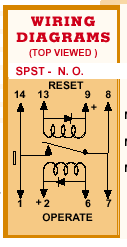 WIRING
DIAGRAMS
(TOP VIEWED )
SPST - N. O.
RESET
14 13 9 8
+
1 +2 6 7
OPERATE